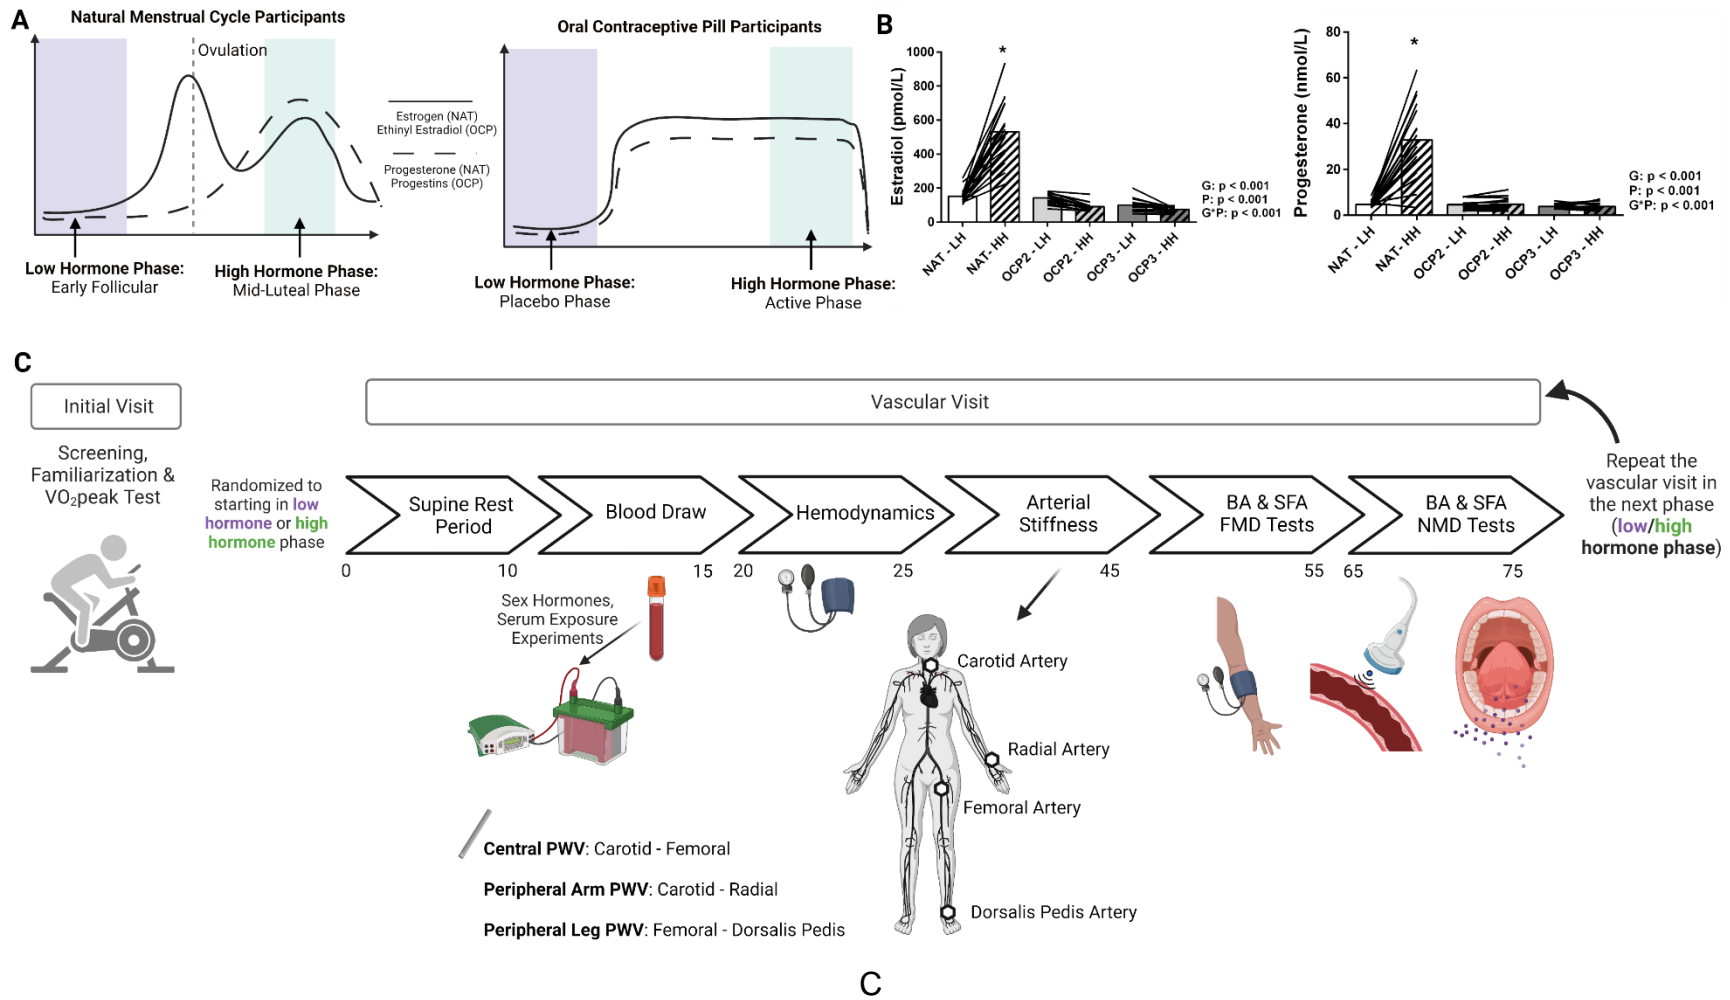 A
Natural Menstrual Cycle Participants
Ovulation
Low Hormone Phase:
Early Follicular
High Hormone Phase:
Mid-Luteal Phase
Estrogen (NAT)
Ethinyl Estradiol (OCP)
Progesterone (NAT)
Progestins (OCP)
Oral Contraceptive Pill Participants
Low Hormone Phase:
Placebo Phase
High Hormone Phase:
Active Phase
B
Estradiol (pmol/L)
1000
800
600
400
200
0
*
NAT - LH
NAT- HH
OCP2 - LH
OCP2 - HH
OCP3 - LH
OCP3 - HH
G: p < 0.001
P: p < 0.001
G*P: p < 0.001
Progesterone (nmol/L)
80
60
40
20
0
*
NAT - LH
NAT- HH
OCP2 - LH
OCP2 - HH
OCP3 - LH
OCP3 - HH
G: p < 0.001
P: p < 0.001
G*P: p < 0.001
C
Initial Visit
Screening,
Familiarization &
VO₂peak Test
Vascular Visit
Randomized to
starting in low
hormone or high
hormone phase
Supine Rest
Period
Blood Draw
Hemodynamics
Arterial
Stiffness
BA & SFA
FMD Tests
BA & SFA
NMD Tests
Repeat the
vascular visit in
the next phase
(low/high
hormone phase)
0 10 15 20 25 45 55 65 75
Sex Hormones,
Serum Exposure
Experiments
Carotid Artery
Radial Artery
Femoral Artery
Dorsalis Pedis Artery
Central PWV: Carotid - Femoral
Peripheral Arm PWV: Carotid - Radial
Peripheral Leg PWV: Femoral - Dorsalis Pedis
C